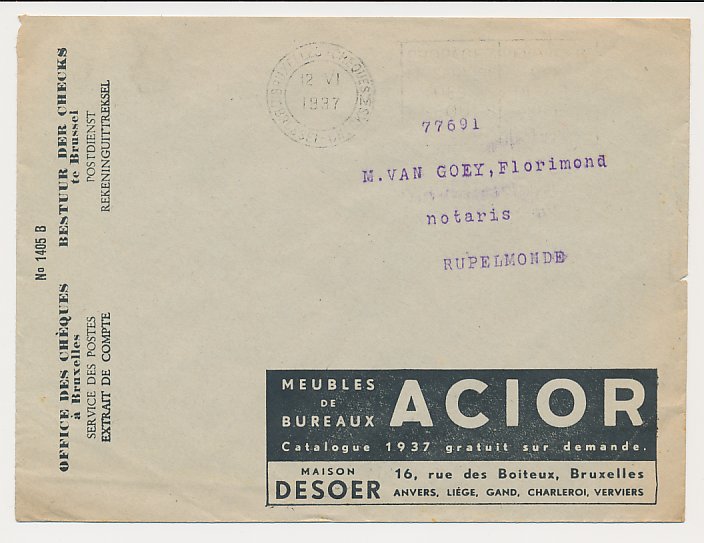 No 1405 B
OFFICE DES CHÈQUES BESTUUR DER CHECKS
à Bruxelles te Brussel
SERVICE DES POSTES POSTDIENST
EXTRAIT DE COMPTE REKENINGUITTREKSEL
12 VI
1937
77691
M.VAN GOEY,Florimond
notaris
RUPELMONDE
MEUBLES
DE
BUREAUX
ACIOR
Catalogue 1937 gratuit sur demande.
MAISON
DESOER
16, rue des Boiteux, Bruxelles
ANVERS, LIÉGE, GAND, CHARLEROI, VERVIERS